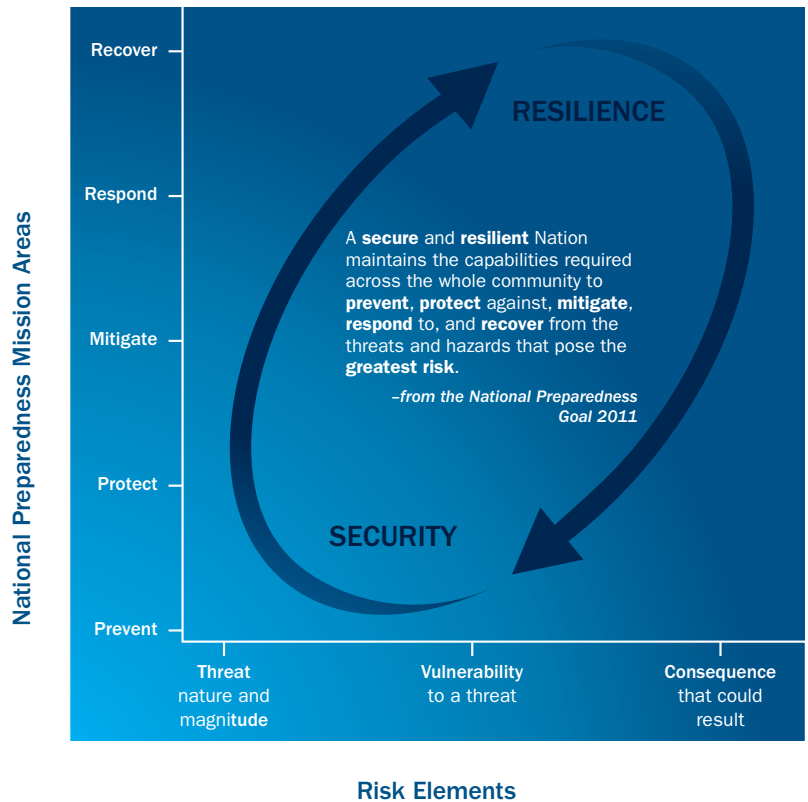 National Preparedness Mission Areas
Recover
Respond
Mitigate
Protect
Prevent
RESILIENCE
A secure and resilient Nation
maintains the capabilities required
across the whole community to
prevent, protect against, mitigate,
respond to, and recover from the
threats and hazards that pose the
greatest risk.
–from the National Preparedness
Goal 2011
SECURITY
Threat
nature and
magnitude
Vulnerability
to a threat
Consequence
that could
result
Risk Elements